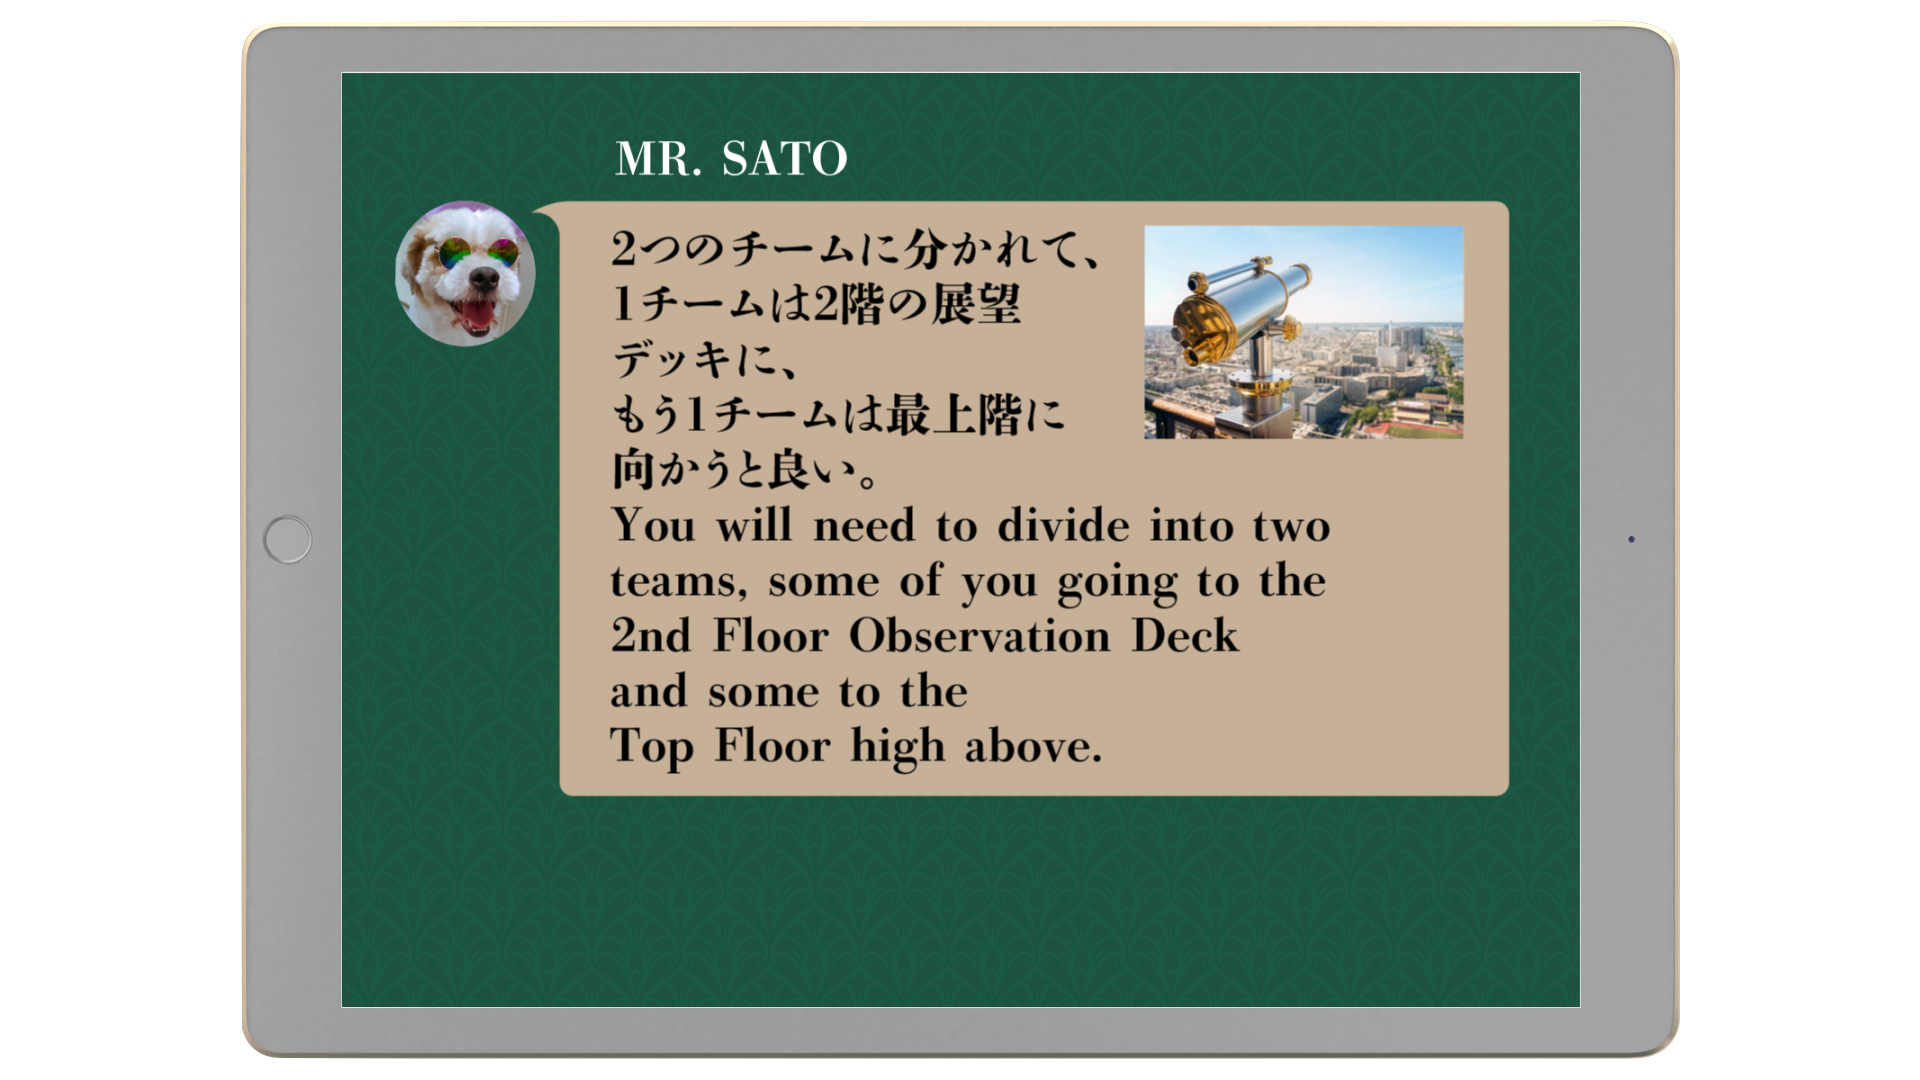 MR. SATO
2つのチームに分かれて、
1チームは2階の展望
デッキに、
もう1チームは最上階に
向かうと良い。
You will need to divide into two
teams, some of you going to the
2nd Floor Observation Deck
and some to the
Top Floor high above.